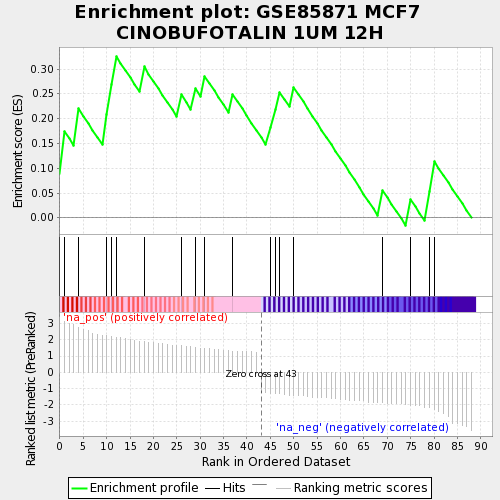 Enrichment plot: GSE85871 MCF7
CINOBUFOTALIN 1UM 12H
Enrichment score (ES)
0.30
0.25
0.20
0.15
0.10
0.05
0.00
'na_pos' (positively correlated)
Ranked list metric (PreRanked)
3
2
1
0
-1
-2
-3
Zero cross at 43
'na_neg' (negatively correlated)
0 5 10 15 20 25 30 35 40 45 50 55 60 65 70 75 80 85 90
Rank in Ordered Dataset
Enrichment profile Hits Ranking metric scores